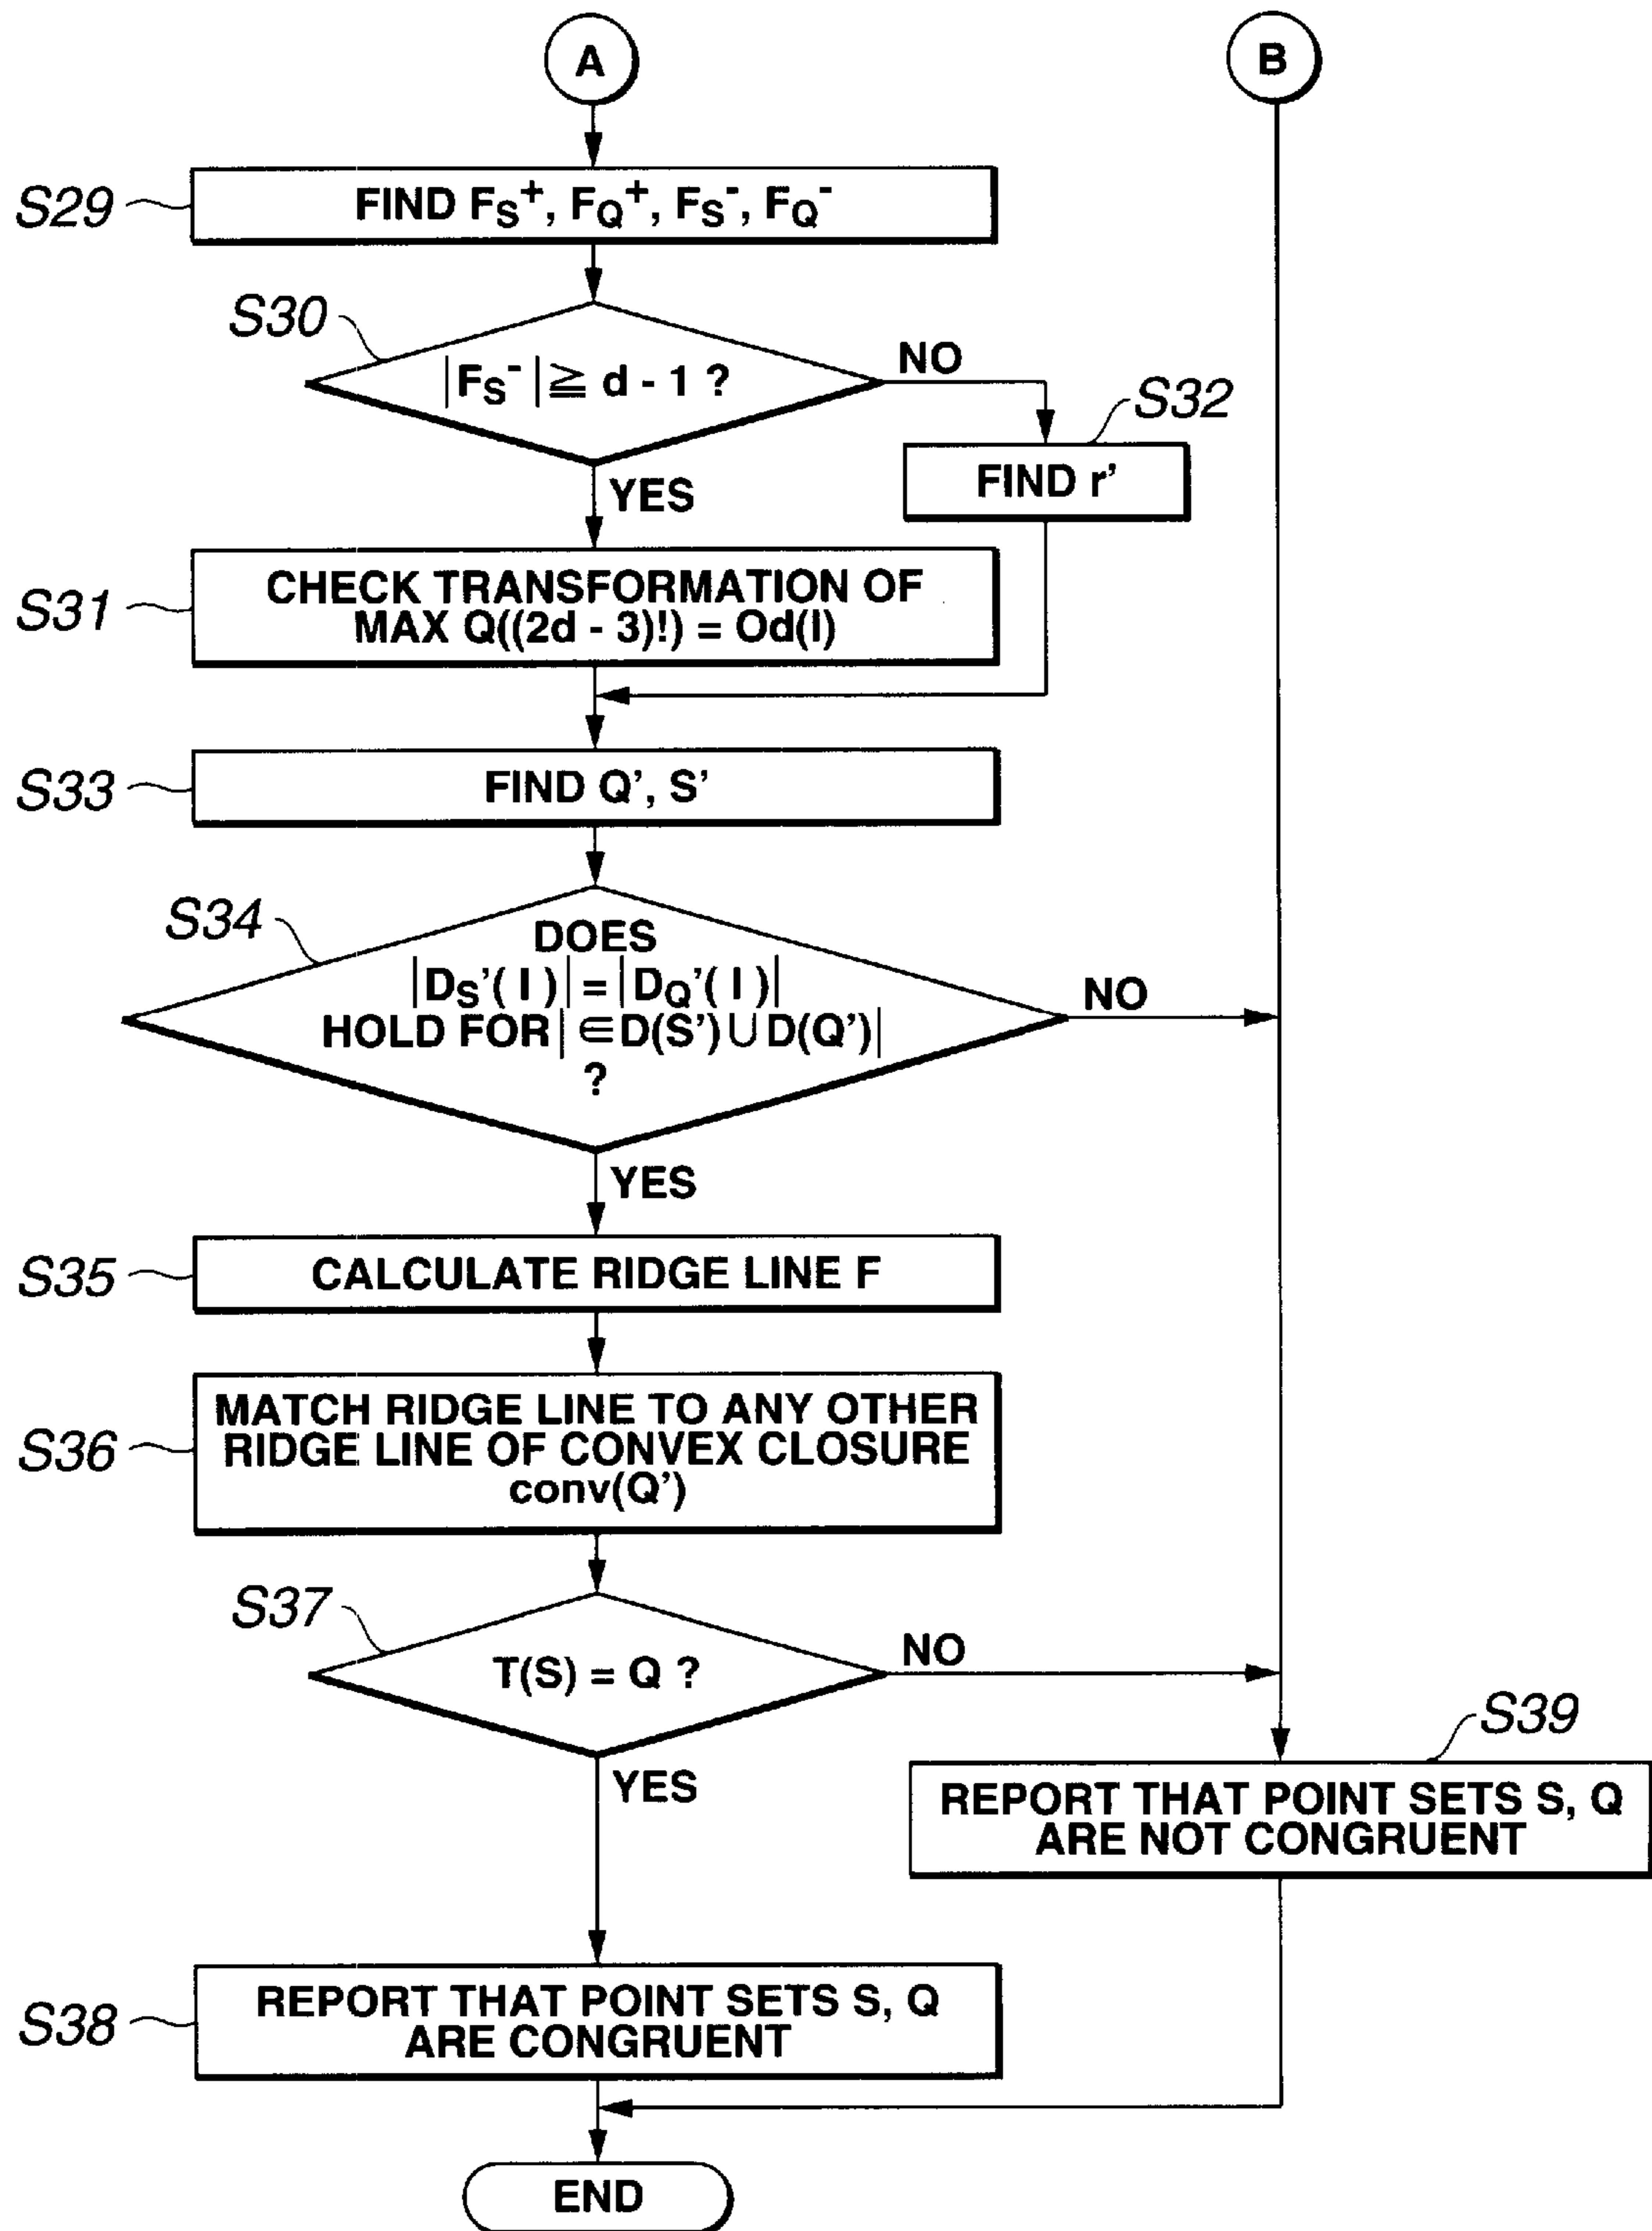 A
B
S29
FIND FS+, FQ+, FS-, FQ-
S30
|FS-| ≧ d - 1 ?
NO
S32
FIND r'
YES
S31
CHECK TRANSFORMATION OF
MAX Q((2d - 3)!) = Od(I)
S33
FIND Q', S'
S34
DOES
|DS'( I )| = |DQ'( I )|
HOLD FOR| ∈D(S')∪D(Q')|
?
NO
YES
S35
CALCULATE RIDGE LINE F
S36
MATCH RIDGE LINE TO ANY OTHER
RIDGE LINE OF CONVEX CLOSURE
conv(Q')
S37
T(S) = Q ?
NO
YES
S39
REPORT THAT POINT SETS S, Q
ARE NOT CONGRUENT
S38
REPORT THAT POINT SETS S, Q
ARE CONGRUENT
END